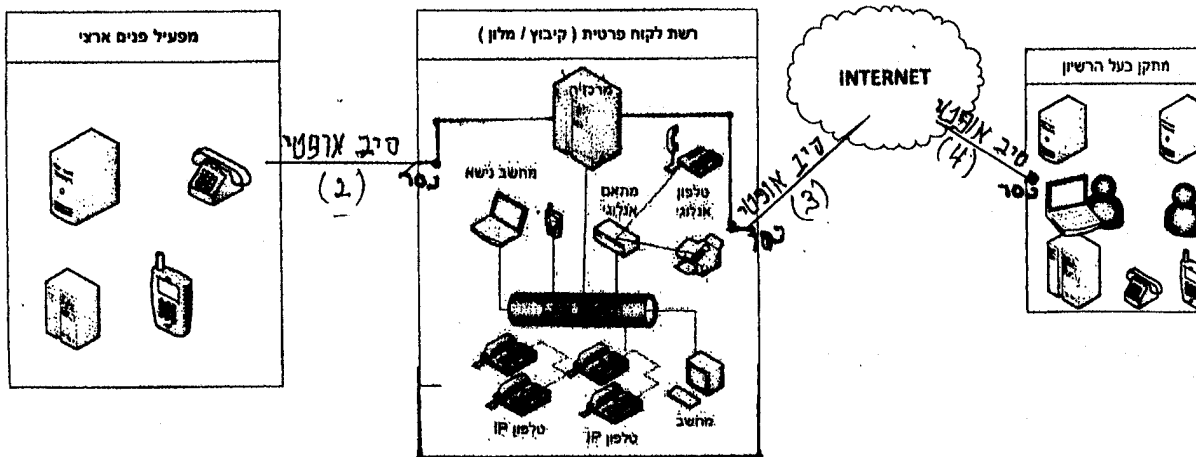 מפעיל פנים ארצי
רשת לקוח פרטית ( קיבוץ / מלון )
מתקן בעל הרשיון
INTERNET
מרכזיה
סיב אופטי
(2)
נסר
מחשב נישא
מתאם
אנלוגי
טלפון
אנלוגי
סיב אופטי
(3)
נסר
סיב אופטי
(4)
נסר
טלפון IP
טלפון IP
מחשב